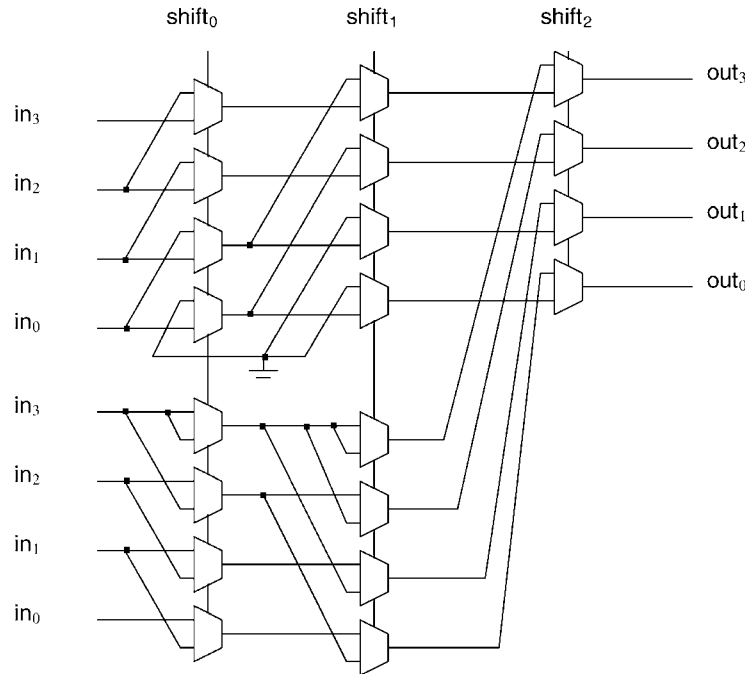 shift₀ shift₁ shift₂
in₃
in₂
in₁
in₀
in₃
in₂
in₁
in₀
out₃
out₂
out₁
out₀